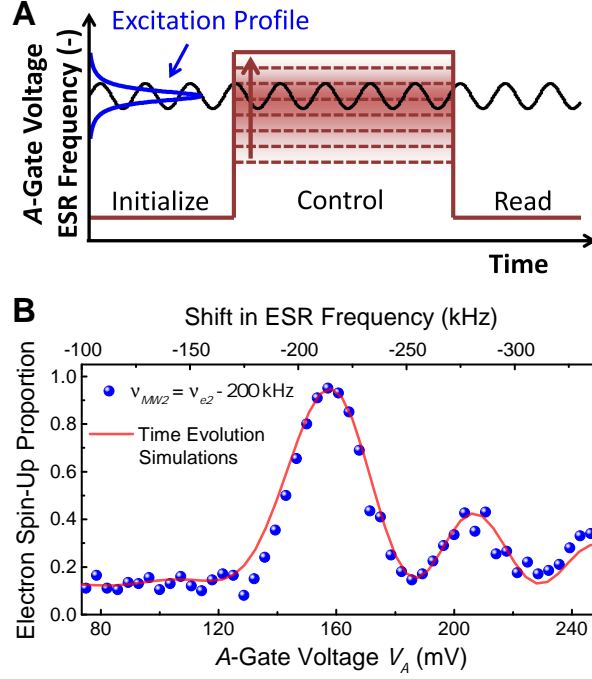 A
Excitation Profile
A-Gate Voltage
ESR Frequency (-)
Initialize
Control
Read
Time
B
Shift in ESR Frequency (kHz)
-100 -150 -200 -250 -300
1.0
0.8
0.6
0.4
0.2
0.0
ν_MW2 = ν_e2 - 200 kHz
Time Evolution
Simulations
Electron Spin-Up Proportion
80 120 160 200 240
A-Gate Voltage V_A (mV)